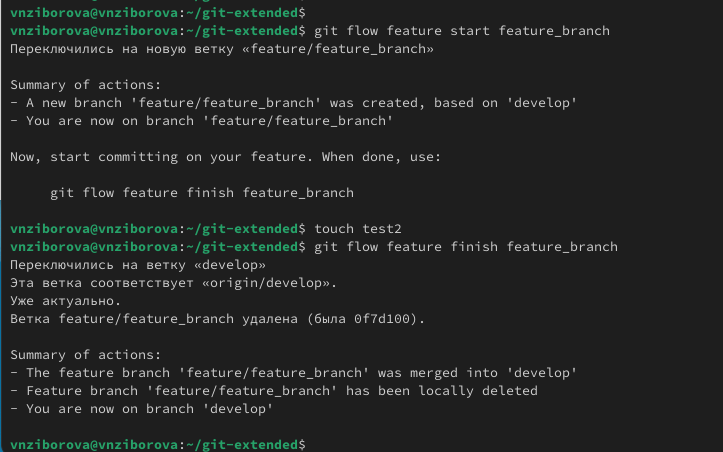 vnziborova@vnziborova:~/git-extended$
vnziborova@vnziborova:~/git-extended$ git flow feature start feature_branch
Переключились на новую ветку «feature/feature_branch»
Summary of actions:
- A new branch 'feature/feature_branch' was created, based on 'develop'
- You are now on branch 'feature/feature_branch'
Now, start committing on your feature. When done, use:
git flow feature finish feature_branch
vnziborova@vnziborova:~/git-extended$ touch test2
vnziborova@vnziborova:~/git-extended$ git flow feature finish feature_branch
Переключились на ветку «develop»
Эта ветка соответствует «origin/develop».
Уже актуально.
Ветка feature/feature_branch удалена (была 0f7d100).
Summary of actions:
- The feature branch 'feature/feature_branch' was merged into 'develop'
- Feature branch 'feature/feature_branch' has been locally deleted
- You are now on branch 'develop'
vnziborova@vnziborova:~/git-extended$